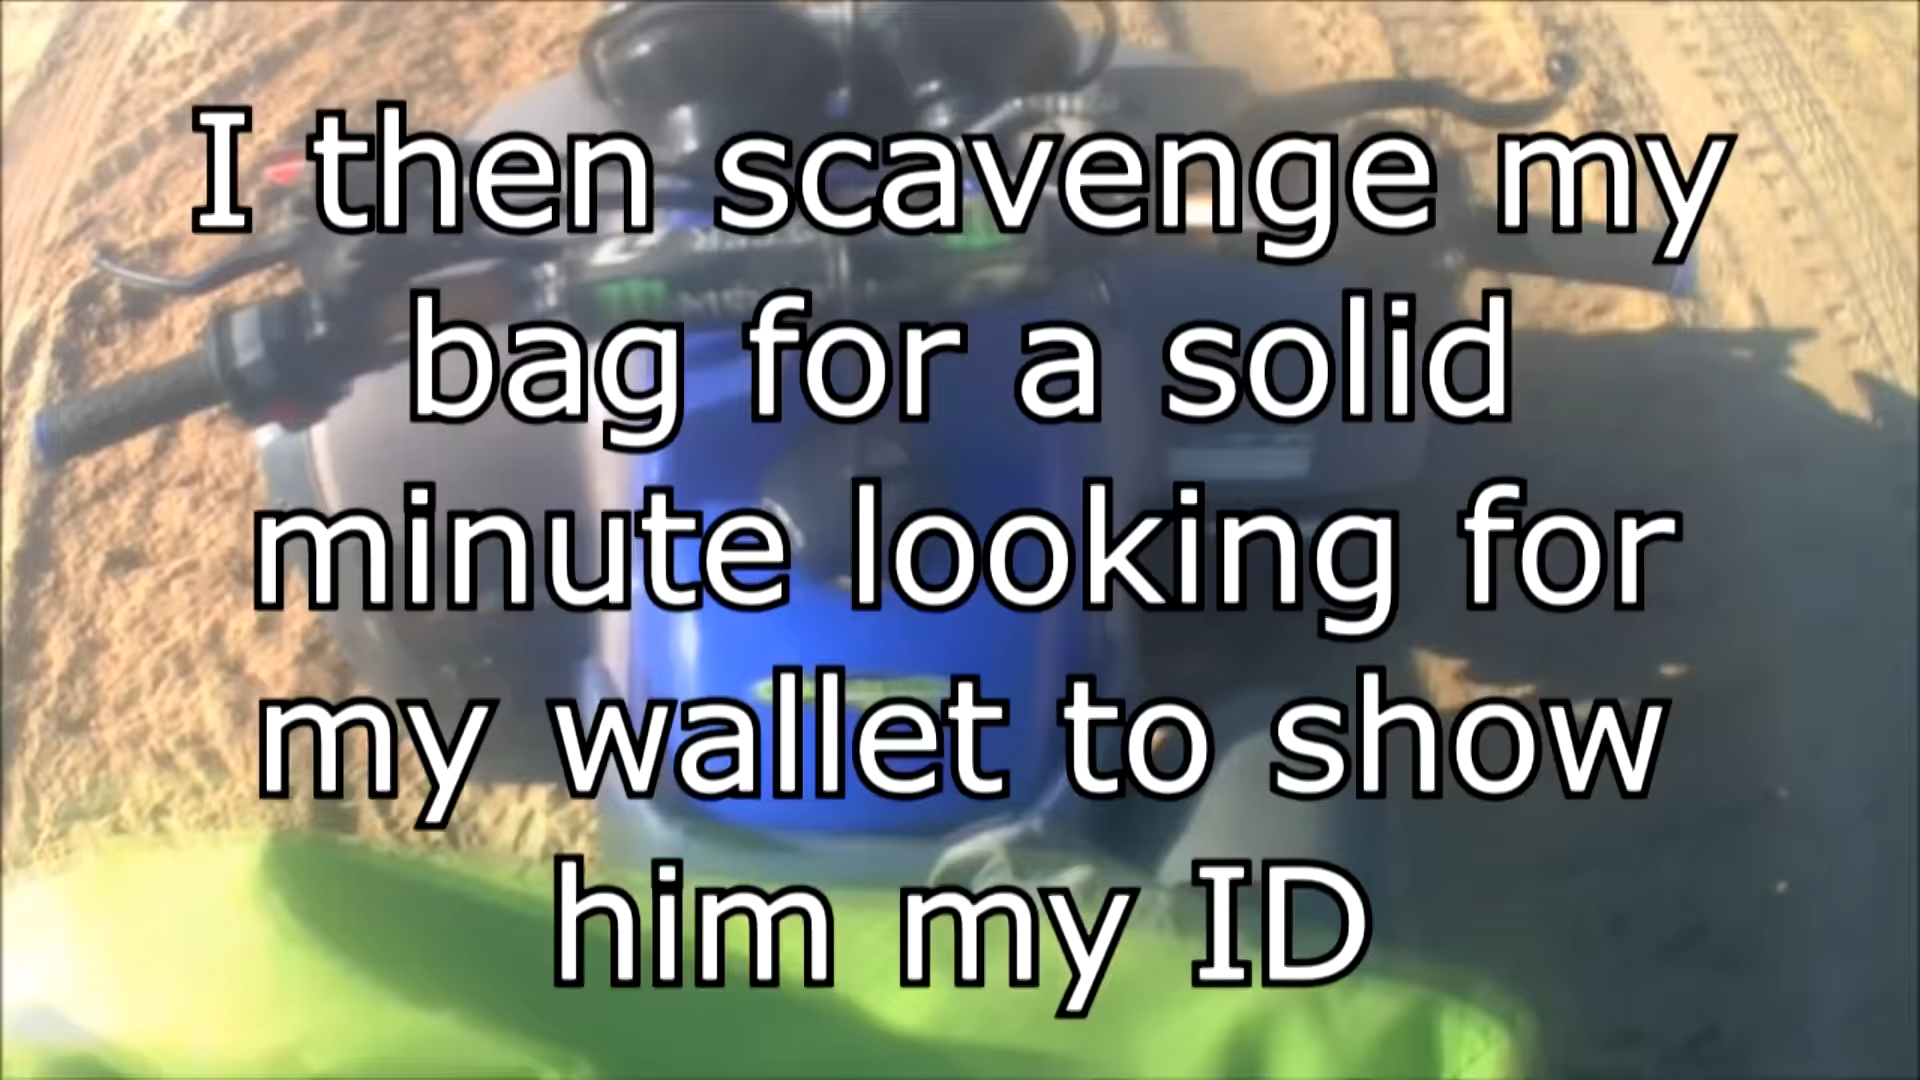 I then scavenge my
bag for a solid
minute looking for
my wallet to show
him my ID